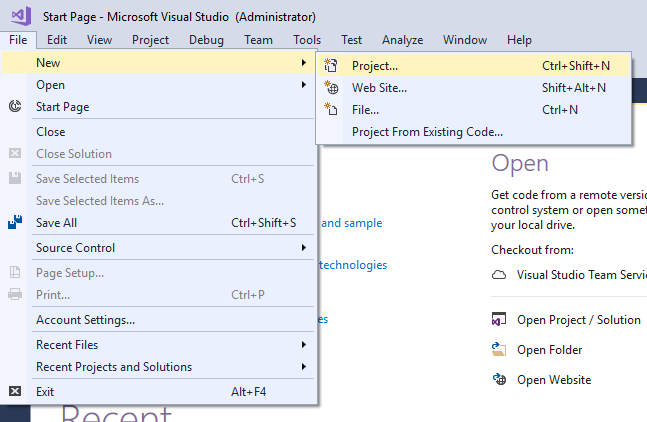 Start Page - Microsoft Visual Studio (Administrator)
File Edit View Project Debug Team Tools Test Analyze Window Help
New
Open
Start Page
Close
Close Solution
Save Selected Items Ctrl+S
Save Selected Items As...
Save All Ctrl+Shift+S
Source Control
Page Setup...
Print... Ctrl+P
Account Settings...
Recent Files
Recent Projects and Solutions
Exit Alt+F4
Project... Ctrl+Shift+N
Web Site... Shift+Alt+N
File... Ctrl+N
Project From Existing Code...
and sample
technologies
es
Recent
Open
Get code from a remote versio
control system or open somet
your local drive.
Checkout from:
Visual Studio Team Servic
Open Project / Solution
Open Folder
Open Website